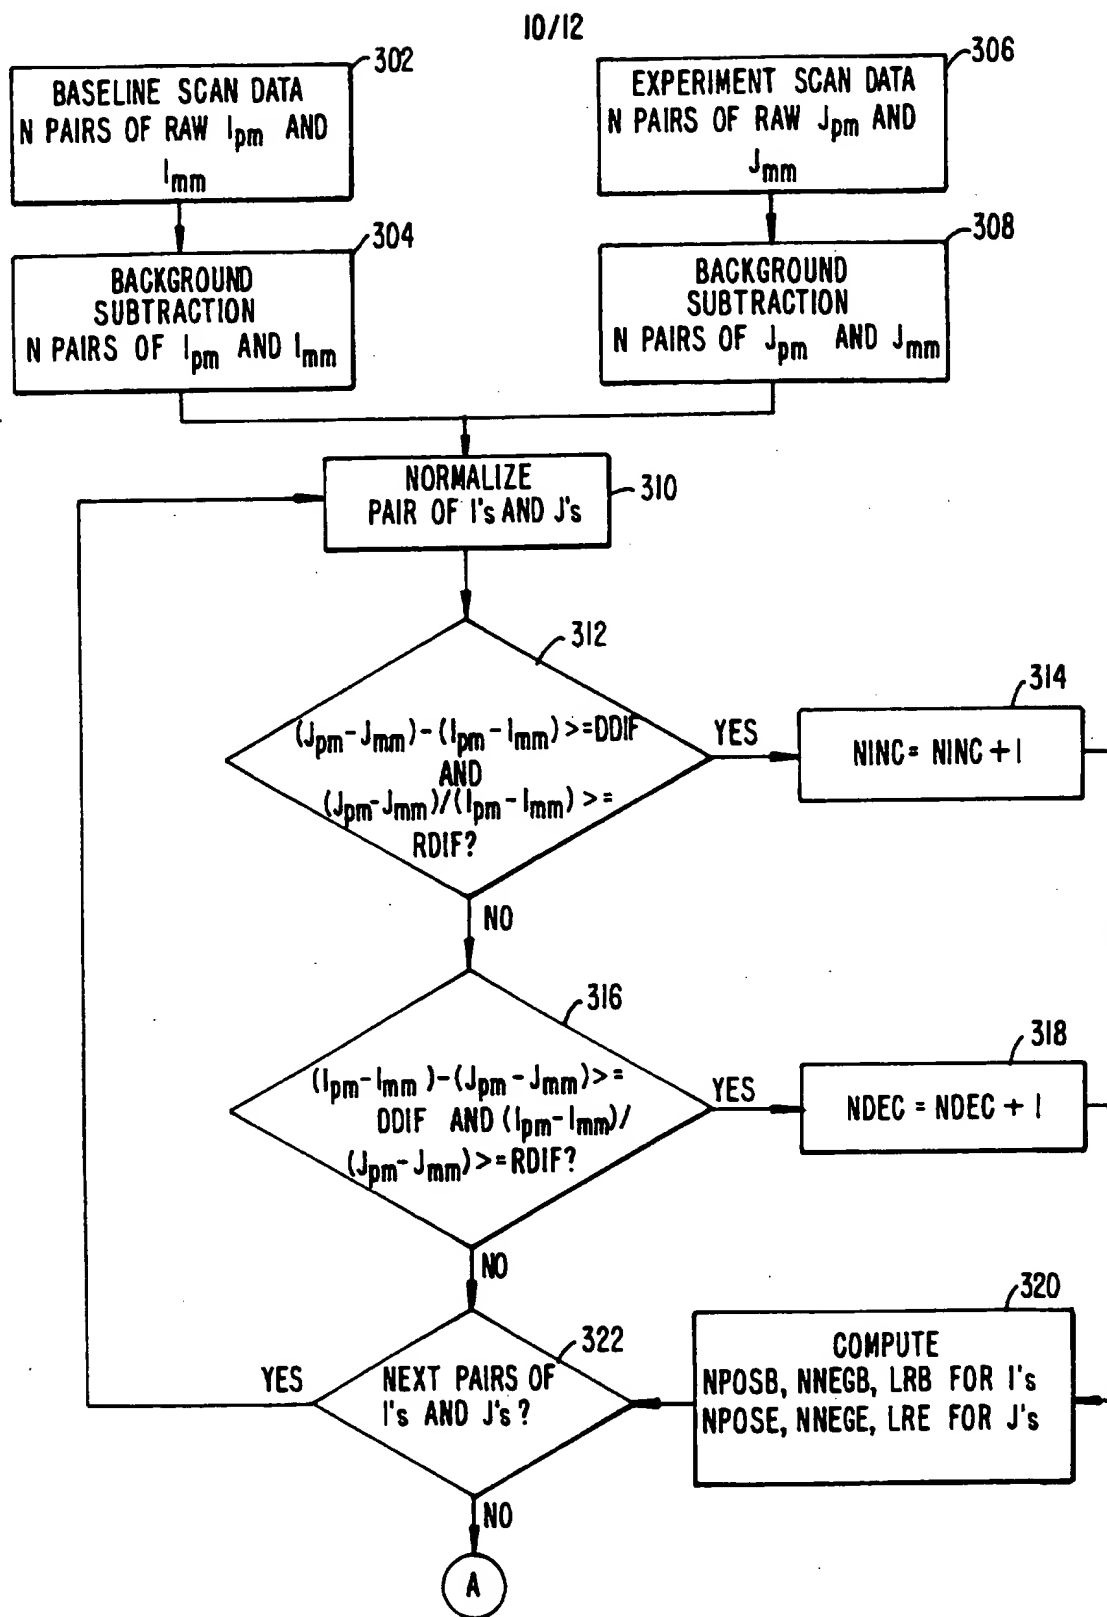 10/12
302
BASELINE SCAN DATA
N PAIRS OF RAW Ipm AND
Imm
306
EXPERIMENT SCAN DATA
N PAIRS OF RAW Jpm AND
Jmm
304
BACKGROUND
SUBTRACTION
N PAIRS OF Ipm AND Imm
308
BACKGROUND
SUBTRACTION
N PAIRS OF Jpm AND Jmm
NORMALIZE
PAIR OF I's AND J's
310
312
(Jpm-Jmm)-(Ipm-Imm)>=DDIF
AND
(Jpm-Jmm)/(Ipm-Imm)>=
RDIF?
YES
314
NINC= NINC+1
NO
316
(Ipm-Imm)-(Jpm-Jmm)>=
DDIF AND (Ipm-Imm)/
(Jpm-Jmm)>=RDIF?
YES
318
NDEC = NDEC + 1
NO
320
COMPUTE
NPOSB, NNEGB, LRB FOR I's
NPOSE, NNEGE, LRE FOR J's
322
YES
NEXT PAIRS OF
I's AND J's?
NO
A